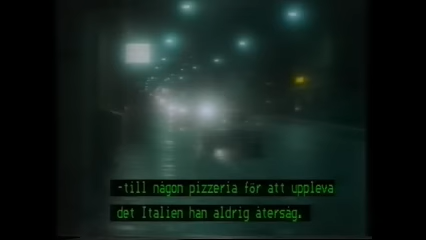 -till någon pizzeria för att uppleva
det Italien han aldrig återsåg.